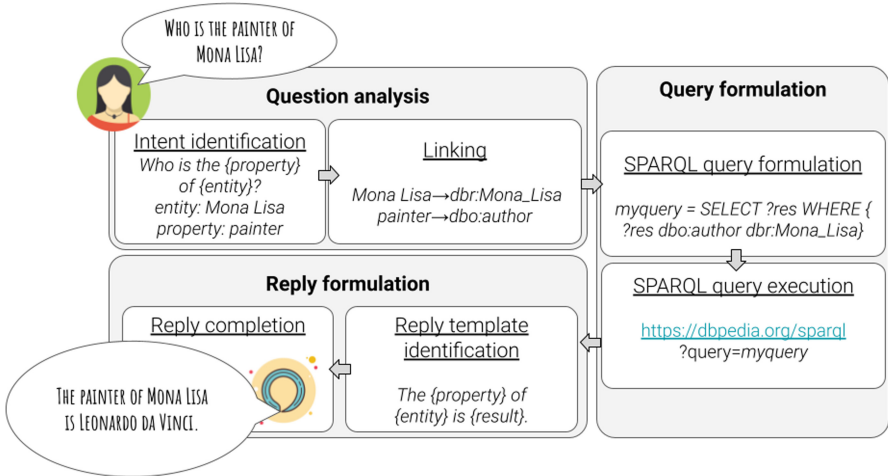 WHO IS THE PAINTER OF
MONA LISA?
Question analysis
Intent identification
Who is the {property}
of {entity}?
entity: Mona Lisa
property: painter
Linking
Mona Lisa→dbr:Mona_Lisa
painter→dbo:author
Query formulation
SPARQL query formulation
myquery = SELECT ?res WHERE {
?res dbo:author dbr:Mona_Lisa}
SPARQL query execution
https://dbpedia.org/sparql
?query=myquery
Reply formulation
Reply template
identification
The {property} of
{entity} is {result}.
Reply completion
THE PAINTER OF MONA LISA
IS LEONARDO DA VINCI.